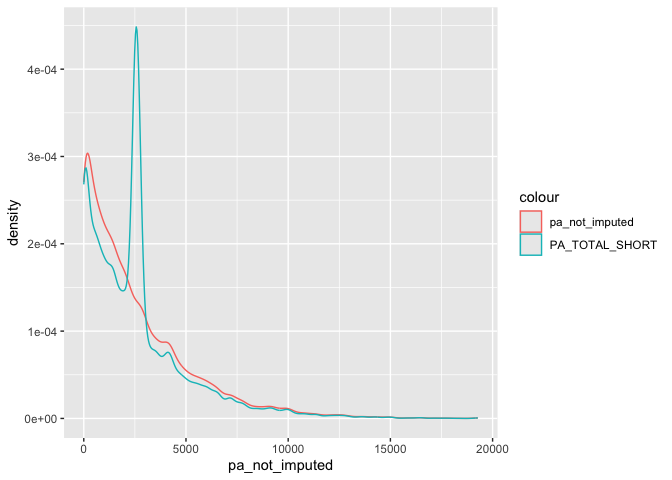 4e-04
3e-04
2e-04
1e-04
0e+00
density
0
5000
10000
15000
20000
pa_not_imputed
colour
pa_not_imputed
PA_TOTAL_SHORT